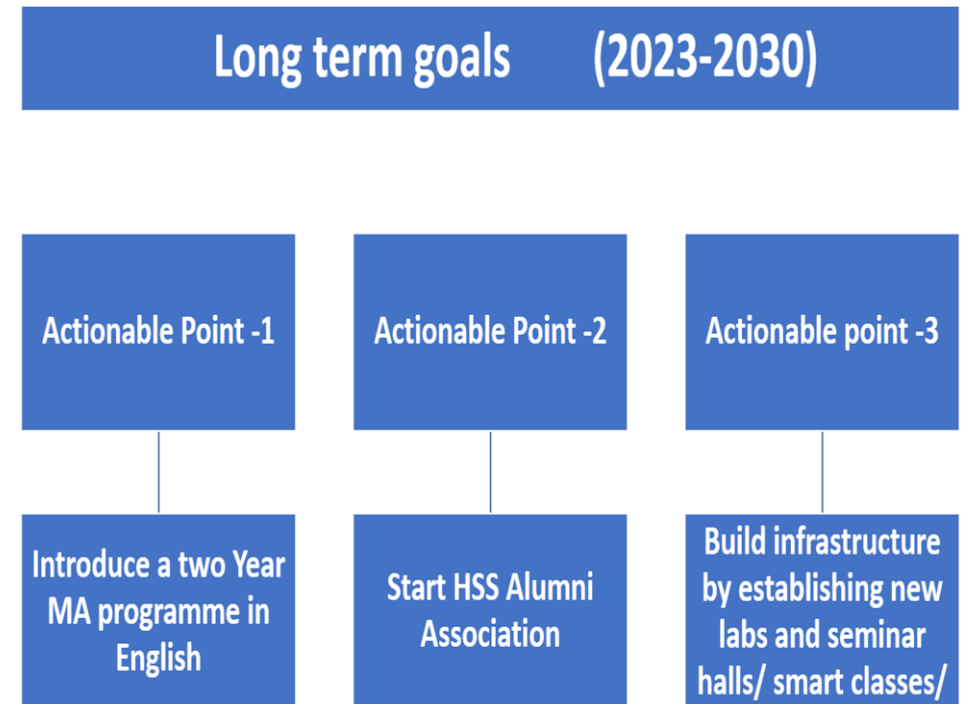 Long term goals (2023-2030)
Actionable Point -1
Actionable Point -2
Actionable point -3
Introduce a two Year
MA programme in
English
Start HSS Alumni
Association
Build infrastructure
by establishing new
labs and seminar
halls/ smart classes/